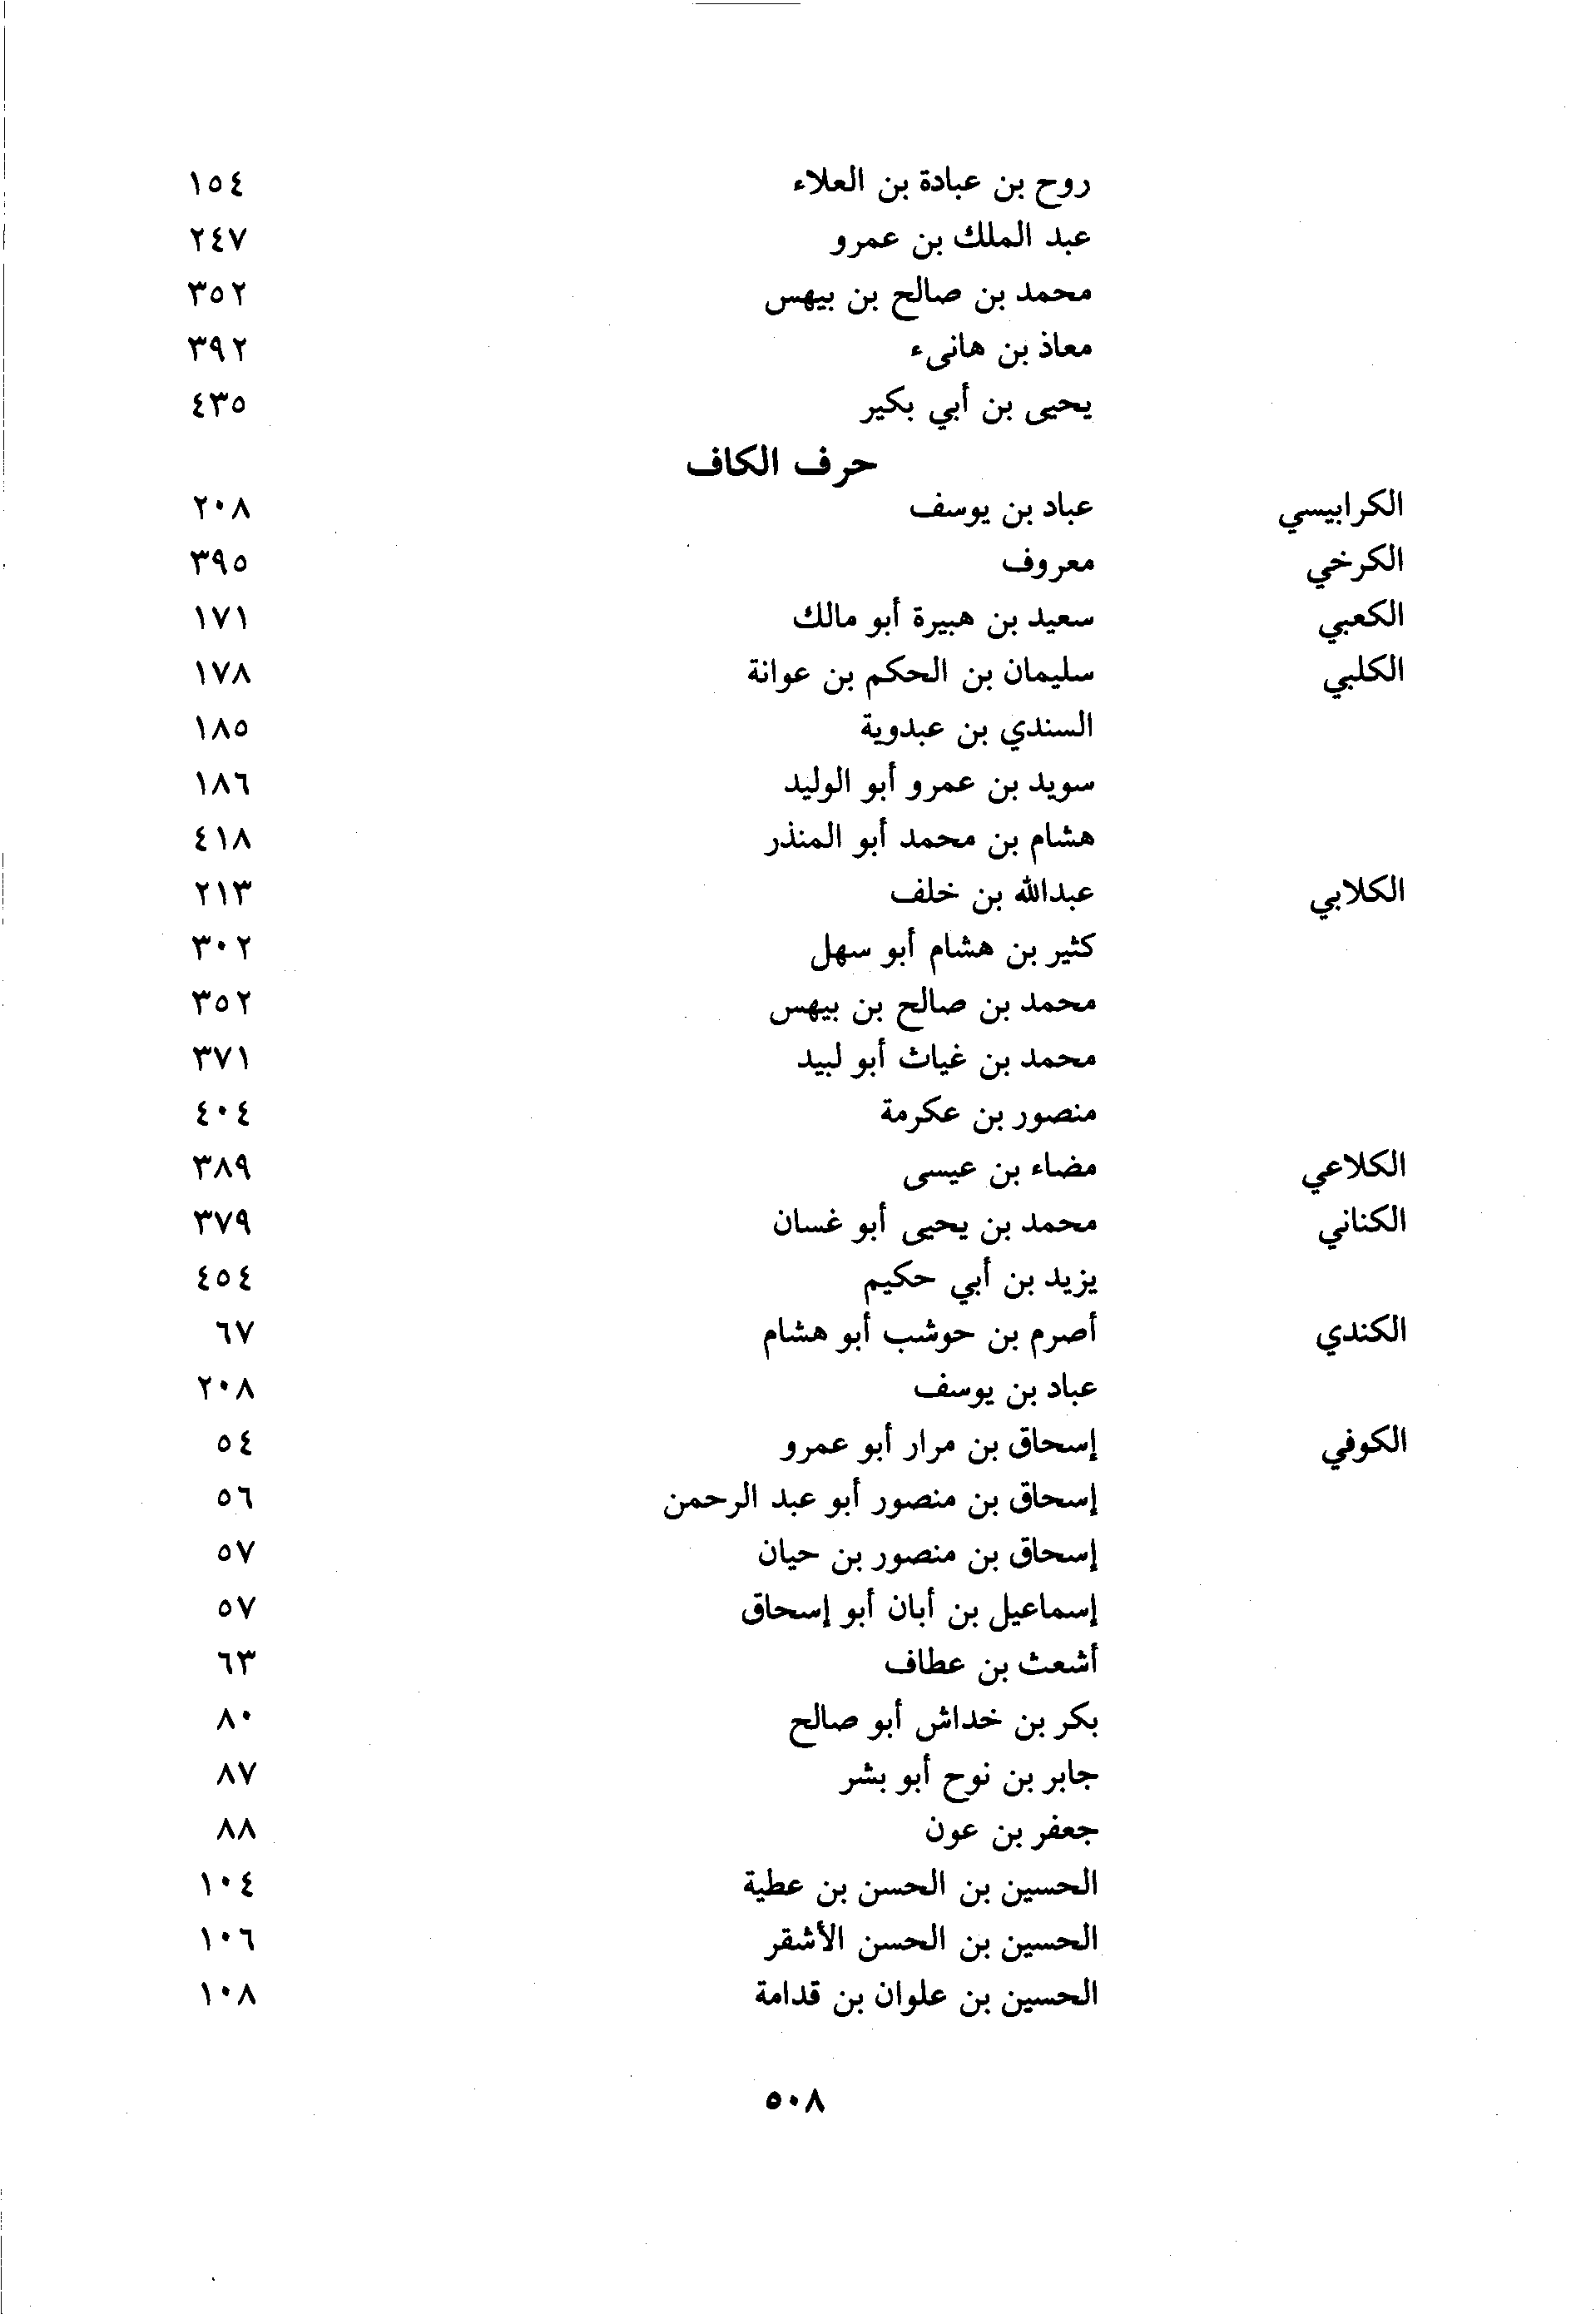 روح بن عبادة بن العلاء ١٥٤
عبد الملك بن عمرو ٢٤٧
محمد بن صالح بن بيهس ٣٥٢
معاذ بن هانىء ٣٩٢
يحيى بن أبي بكير ٤٣٥
حرف الكاف
الكرابيسي عباد بن يوسف ٢٠٨
الكرخي معروف ٣٩٥
الكعبي سعيد بن هبيرة أبو مالك ١٧١
الكلبي سليمان بن الحكم بن عوانة ١٧٨
السندي بن عبدوية ١٨٥
سويد بن عمرو أبو الوليد ١٨٦
هشام بن محمد أبو المنذر ٤١٨
الكلابي عبدالله بن خلف ٢١٣
كثير بن هشام أبو سهل ٣٠٢
محمد بن صالح بن بيهس ٣٥٢
محمد بن غياث أبو لبيد ٣٧١
منصور بن عكرمة ٤٠٤
الكلاعي مضاء بن عيسى ٣٨٩
الكناني محمد بن يحيى أبو غسان ٣٧٩
يزيد بن أبي حكيم ٤٥٤
الكندي أصرم بن حوشب أبو هشام ٦٧
عباد بن يوسف ٢٠٨
الكوفي إسحاق بن مرار أبو عمرو ٥٤
إسحاق بن منصور أبو عبد الرحمن ٥٦
إسحاق بن منصور بن حيان ٥٧
إسماعيل بن أبان أبو إسحاق ٥٧
أشعث بن عطاف ٦٣
بكر بن خداش أبو صالح ٨٠
جابر بن نوح أبو بشر ٨٧
جعفر بن عون ٨٨
الحسين بن الحسن بن عطية ١٠٤
الحسين بن الحسن الأشقر ١٠٦
الحسين بن علوان بن قدامة ١٠٨
٥٠٨